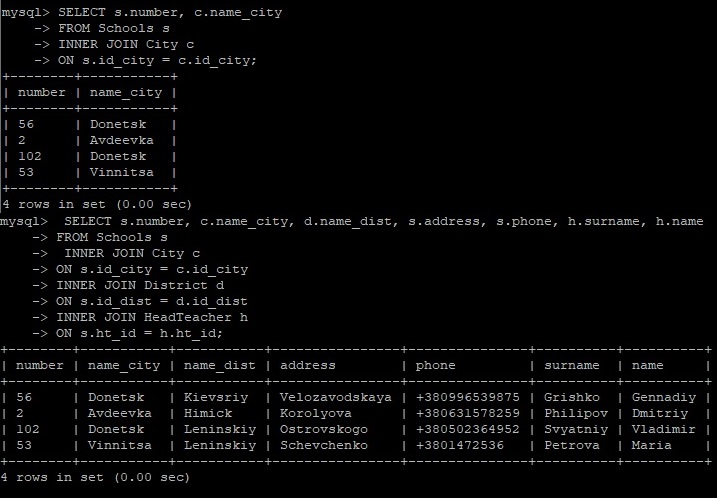 mysql> SELECT s.number, c.name_city
    -> FROM Schools s
    -> INNER JOIN City c
    -> ON s.id_city = c.id_city;
+--------+-----------+
| number | name_city |
+--------+-----------+
| 56     | Donetsk   |
| 2      | Avdeevka  |
| 102    | Donetsk   |
| 53     | Vinnitsa  |
+--------+-----------+
4 rows in set (0.00 sec)
mysql>  SELECT s.number, c.name_city, d.name_dist, s.address, s.phone, h.surname, h.name
    -> FROM Schools s
    ->  INNER JOIN City c
    -> ON s.id_city = c.id_city
    -> INNER JOIN District d
    -> ON s.id_dist = d.id_dist
    -> INNER JOIN HeadTeacher h
    -> ON s.ht_id = h.ht_id;
+--------+-----------+-----------+----------------+---------------+----------+----------+
| number | name_city | name_dist | address        | phone         | surname  | name     |
+--------+-----------+-----------+----------------+---------------+----------+----------+
| 56     | Donetsk   | Kievsriy  | Velozavodskaya | +380996539875 | Grishko  | Gennadiy |
| 2      | Avdeevka  | Himick    | Korolyova      | +380631578259 | Philipov | Dmitriy  |
| 102    | Donetsk   | Leninskiy | Ostrovskogo    | +380502364952 | Svyatniy | Vladimir |
| 53     | Vinnitsa  | Leninskiy | Schevchenko    | +3801472536   | Petrova  | Maria    |
+--------+-----------+-----------+----------------+---------------+----------+----------+
4 rows in set (0.00 sec)